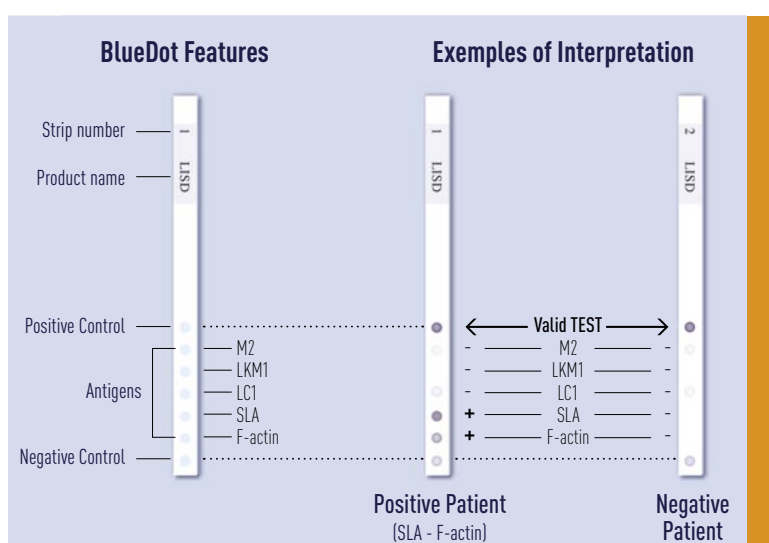 BlueDot Features
Examples of Interpretation
Strip number
1
1
2
Product name
LISD
LISD
LISD
Positive Control
Valid TEST
M2
- M2 -
LKM1
- LKM1 -
Antigens
LC1
- LC1 -
SLA
+ SLA -
F-actin
+ F-actin -
Negative Control
Positive Patient
(SLA - F-actin)
Negative
Patient